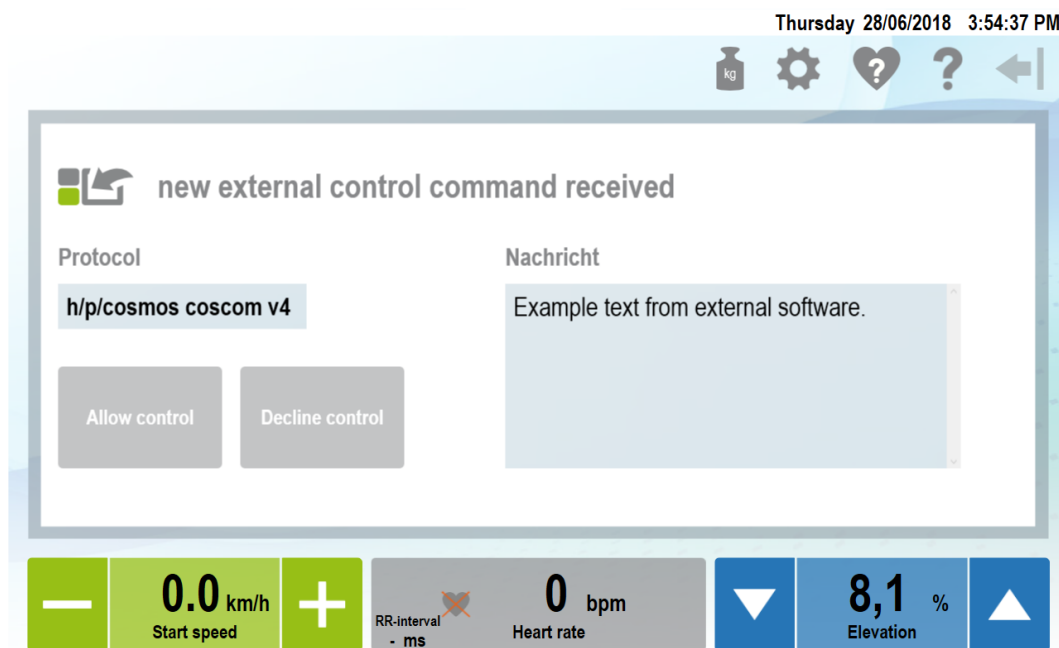 Thursday 28/06/2018 3:54:37 PM
kg ? ?
new external control command received
Protocol
Nachricht
h/p/cosmos coscom v4
Example text from external software.
Allow control
Decline control
0.0 km/h
Start speed
RR-interval
- ms
0 bpm
Heart rate
8,1 %
Elevation